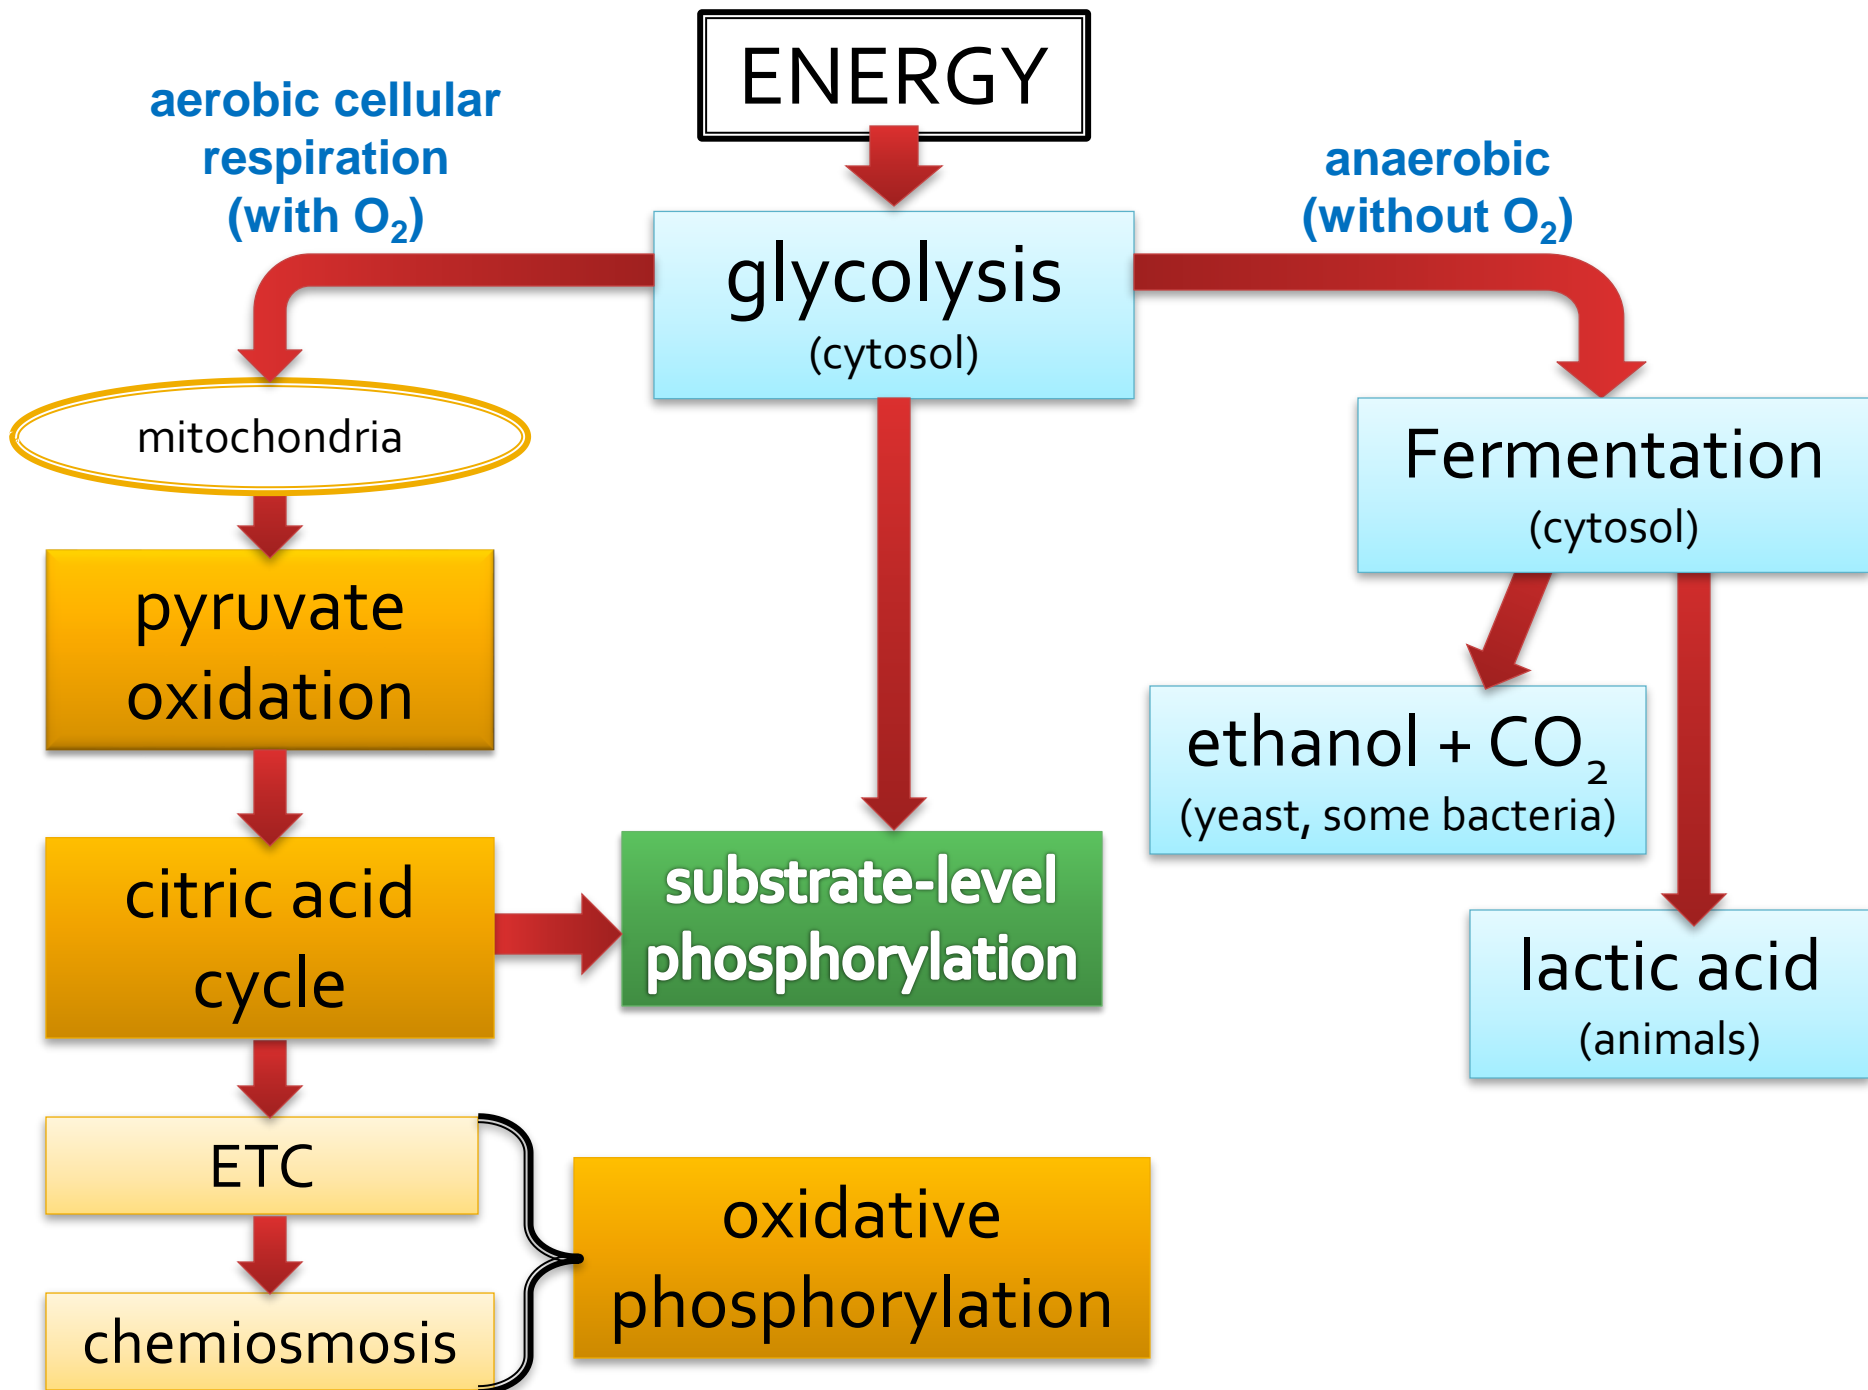 ENERGY
aerobic cellular
respiration
(with O₂)
anaerobic
(without O₂)
glycolysis
(cytosol)
mitochondria
Fermentation
(cytosol)
pyruvate
oxidation
ethanol + CO₂
(yeast, some bacteria)
citric acid
cycle
substrate-level
phosphorylation
lactic acid
(animals)
ETC
oxidative
phosphorylation
chemiosmosis